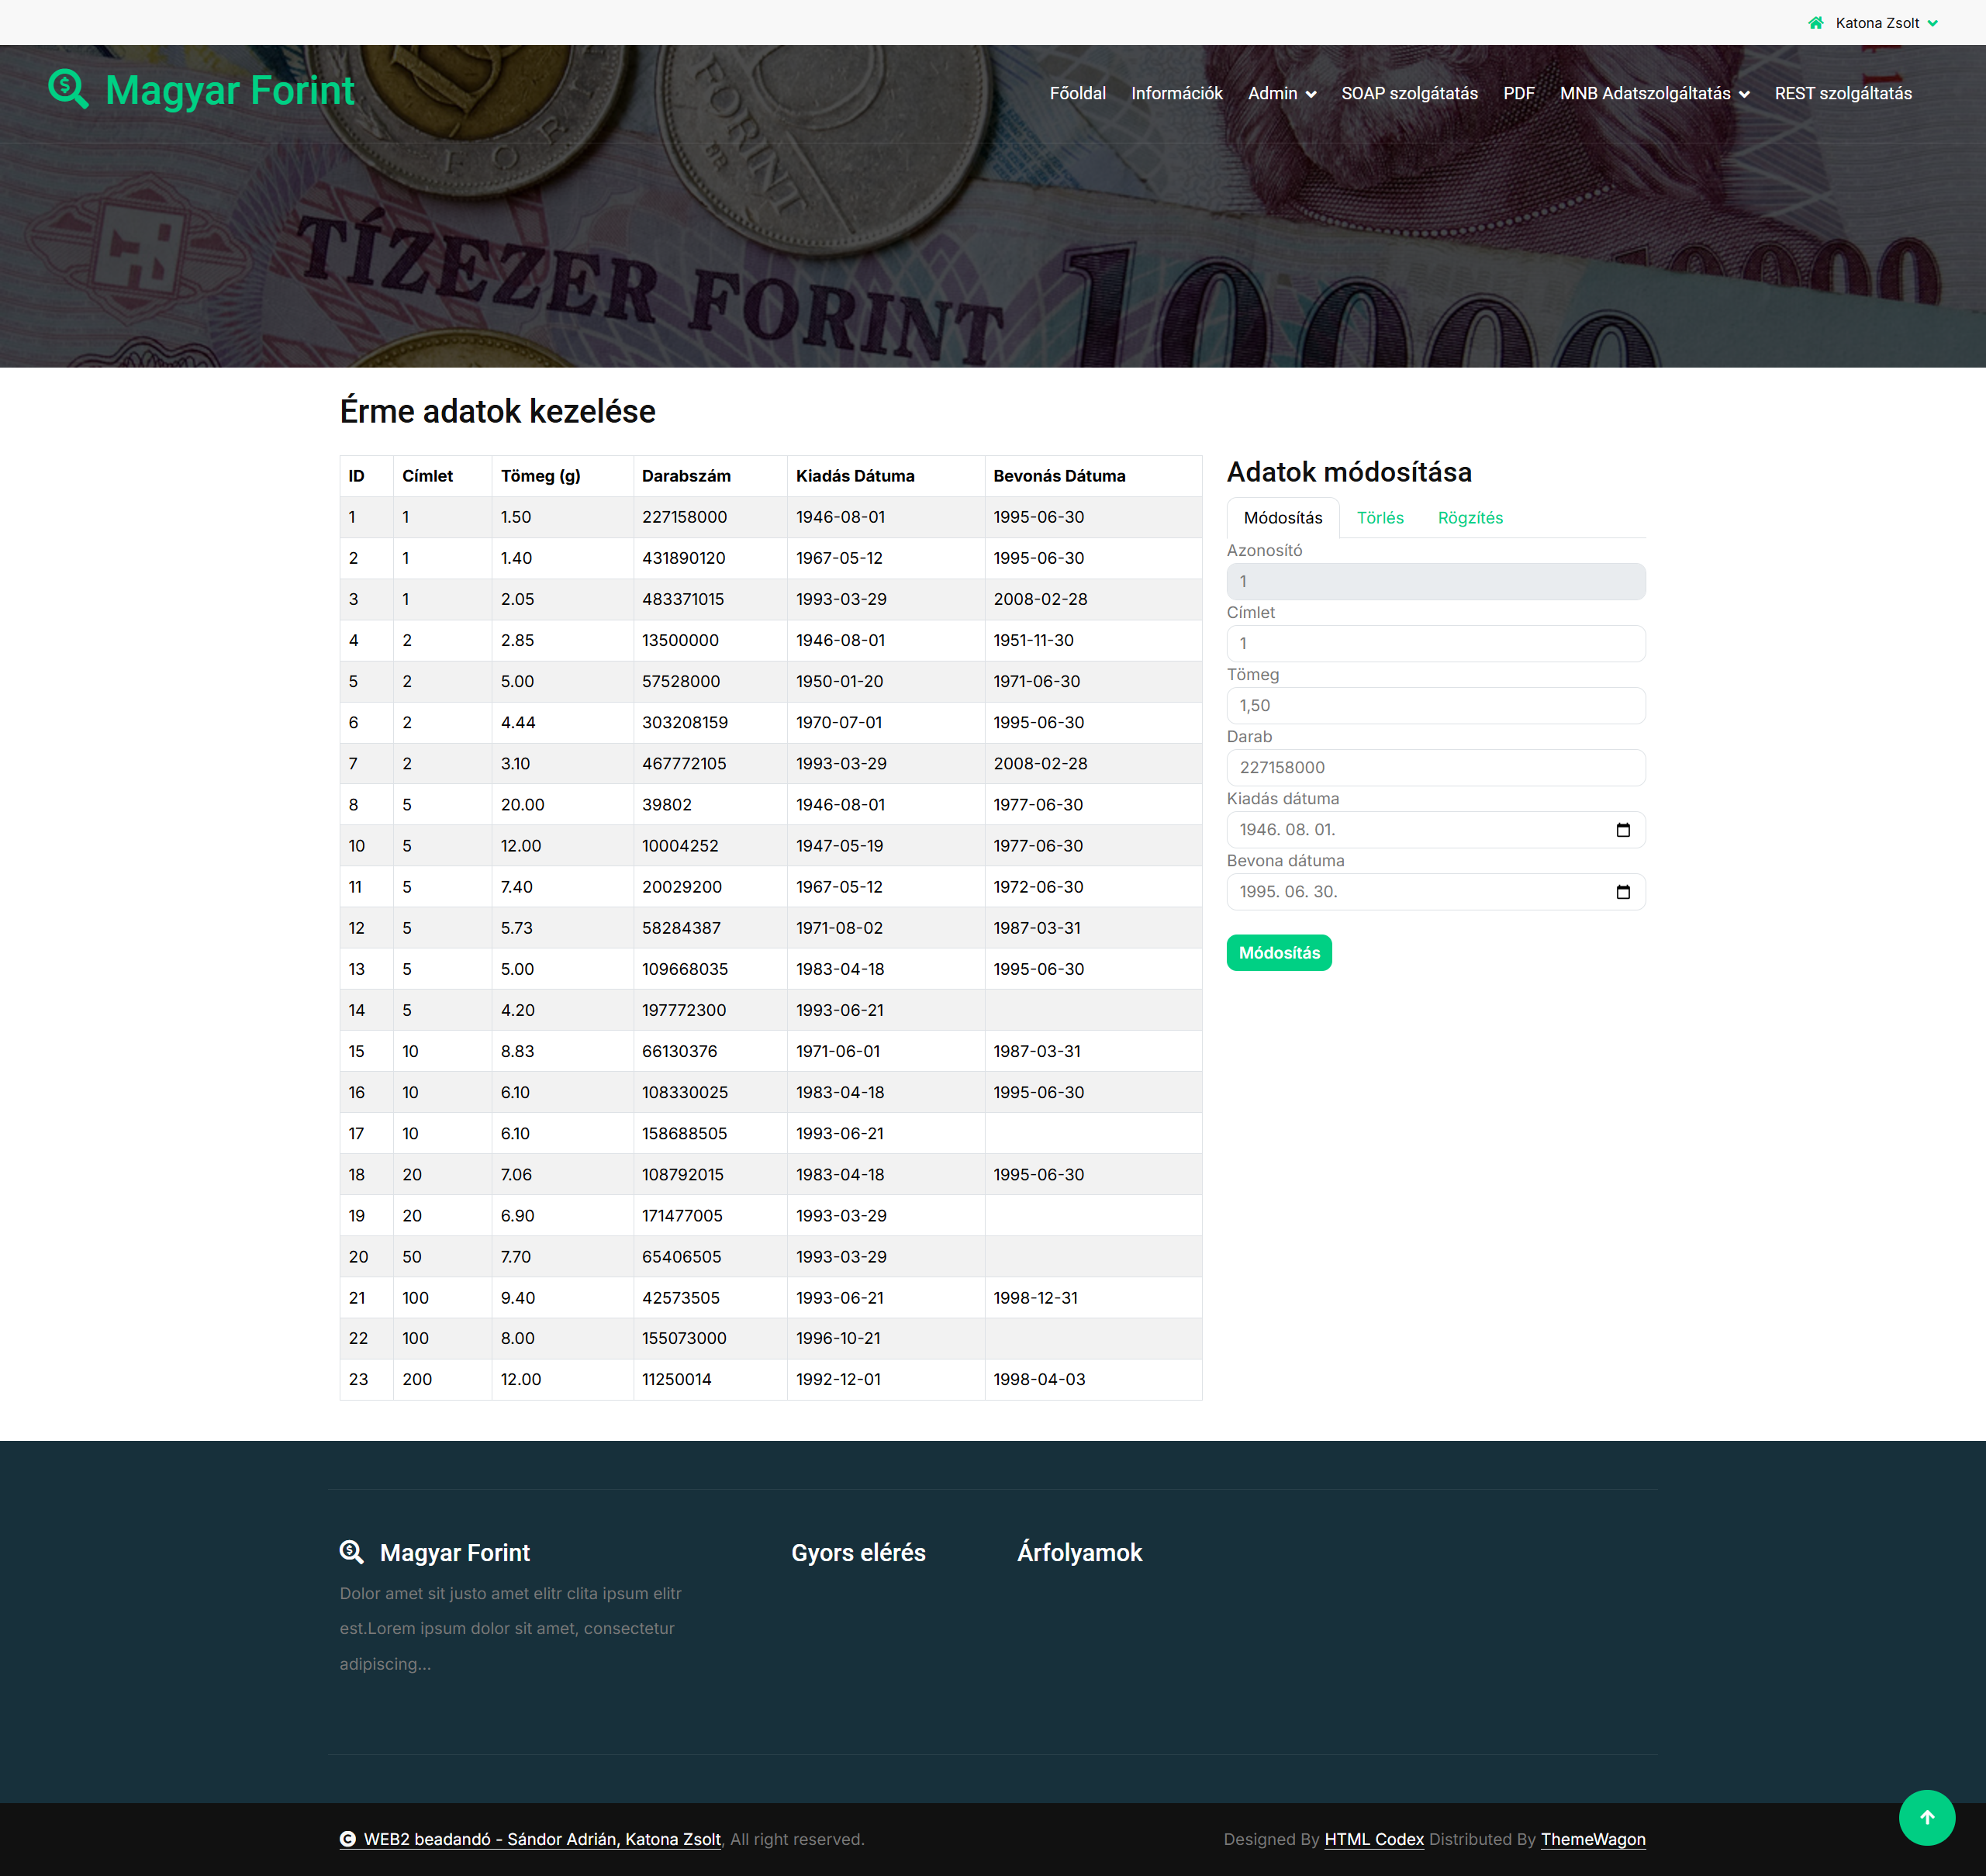 Katona Zsolt
Magyar Forint
Főoldal Információk Admin SOAP szolgátatás PDF MNB Adatszolgáltatás REST szolgáltatás
FOR
FORINT
BP.
TÍZEZER FORINT
10000
10000
Érme adatok kezelése
ID Címlet Tömeg (g) Darabszám Kiadás Dátuma Bevonás Dátuma
1 1 1.50 227158000 1946-08-01 1995-06-30
2 1 1.40 431890120 1967-05-12 1995-06-30
3 1 2.05 483371015 1993-03-29 2008-02-28
4 2 2.85 13500000 1946-08-01 1951-11-30
5 2 5.00 57528000 1950-01-20 1971-06-30
6 2 4.44 303208159 1970-07-01 1995-06-30
7 2 3.10 467772105 1993-03-29 2008-02-28
8 5 20.00 39802 1946-08-01 1977-06-30
10 5 12.00 10004252 1947-05-19 1977-06-30
11 5 7.40 20029200 1967-05-12 1972-06-30
12 5 5.73 58284387 1971-08-02 1987-03-31
13 5 5.00 109668035 1983-04-18 1995-06-30
14 5 4.20 197772300 1993-06-21
15 10 8.83 66130376 1971-06-01 1987-03-31
16 10 6.10 108330025 1983-04-18 1995-06-30
17 10 6.10 158688505 1993-06-21
18 20 7.06 108792015 1983-04-18 1995-06-30
19 20 6.90 171477005 1993-03-29
20 50 7.70 65406505 1993-03-29
21 100 9.40 42573505 1993-06-21 1998-12-31
22 100 8.00 155073000 1996-10-21
23 200 12.00 11250014 1992-12-01 1998-04-03
Adatok módosítása
Módosítás Törlés Rögzítés
Azonosító
1
Címlet
1
Tömeg
1,50
Darab
227158000
Kiadás dátuma
1946. 08. 01.
Bevona dátuma
1995. 06. 30.
Módosítás
Magyar Forint
Dolor amet sit justo amet elitr clita ipsum elitr
est.Lorem ipsum dolor sit amet, consectetur
adipiscing...
Gyors elérés
Árfolyamok
WEB2 beadandó - Sándor Adrián, Katona Zsolt, All right reserved.
Designed By HTML Codex Distributed By ThemeWagon